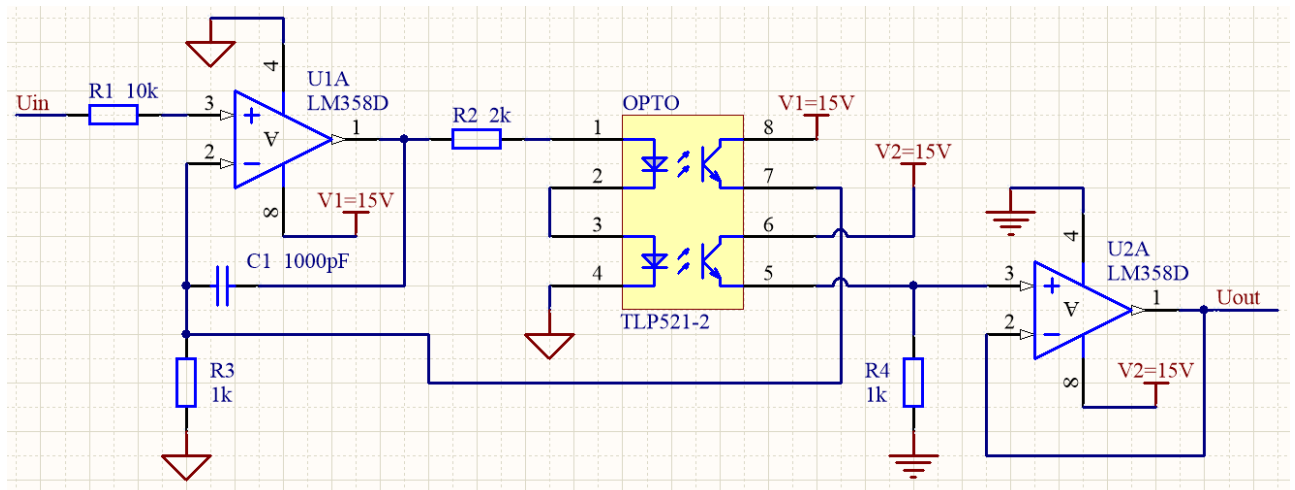 4
Uin
R1 10k
3
2
U1A
LM358D
A
1
8
V1=15V
C1 1000pF
R3
1k
R2 2k
OPTO
1
2
3
4
8
7
6
5
TLP521-2
V1=15V
V2=15V
R4
1k
4
U2A
LM358D
3
2
A
1
Uout
8
V2=15V